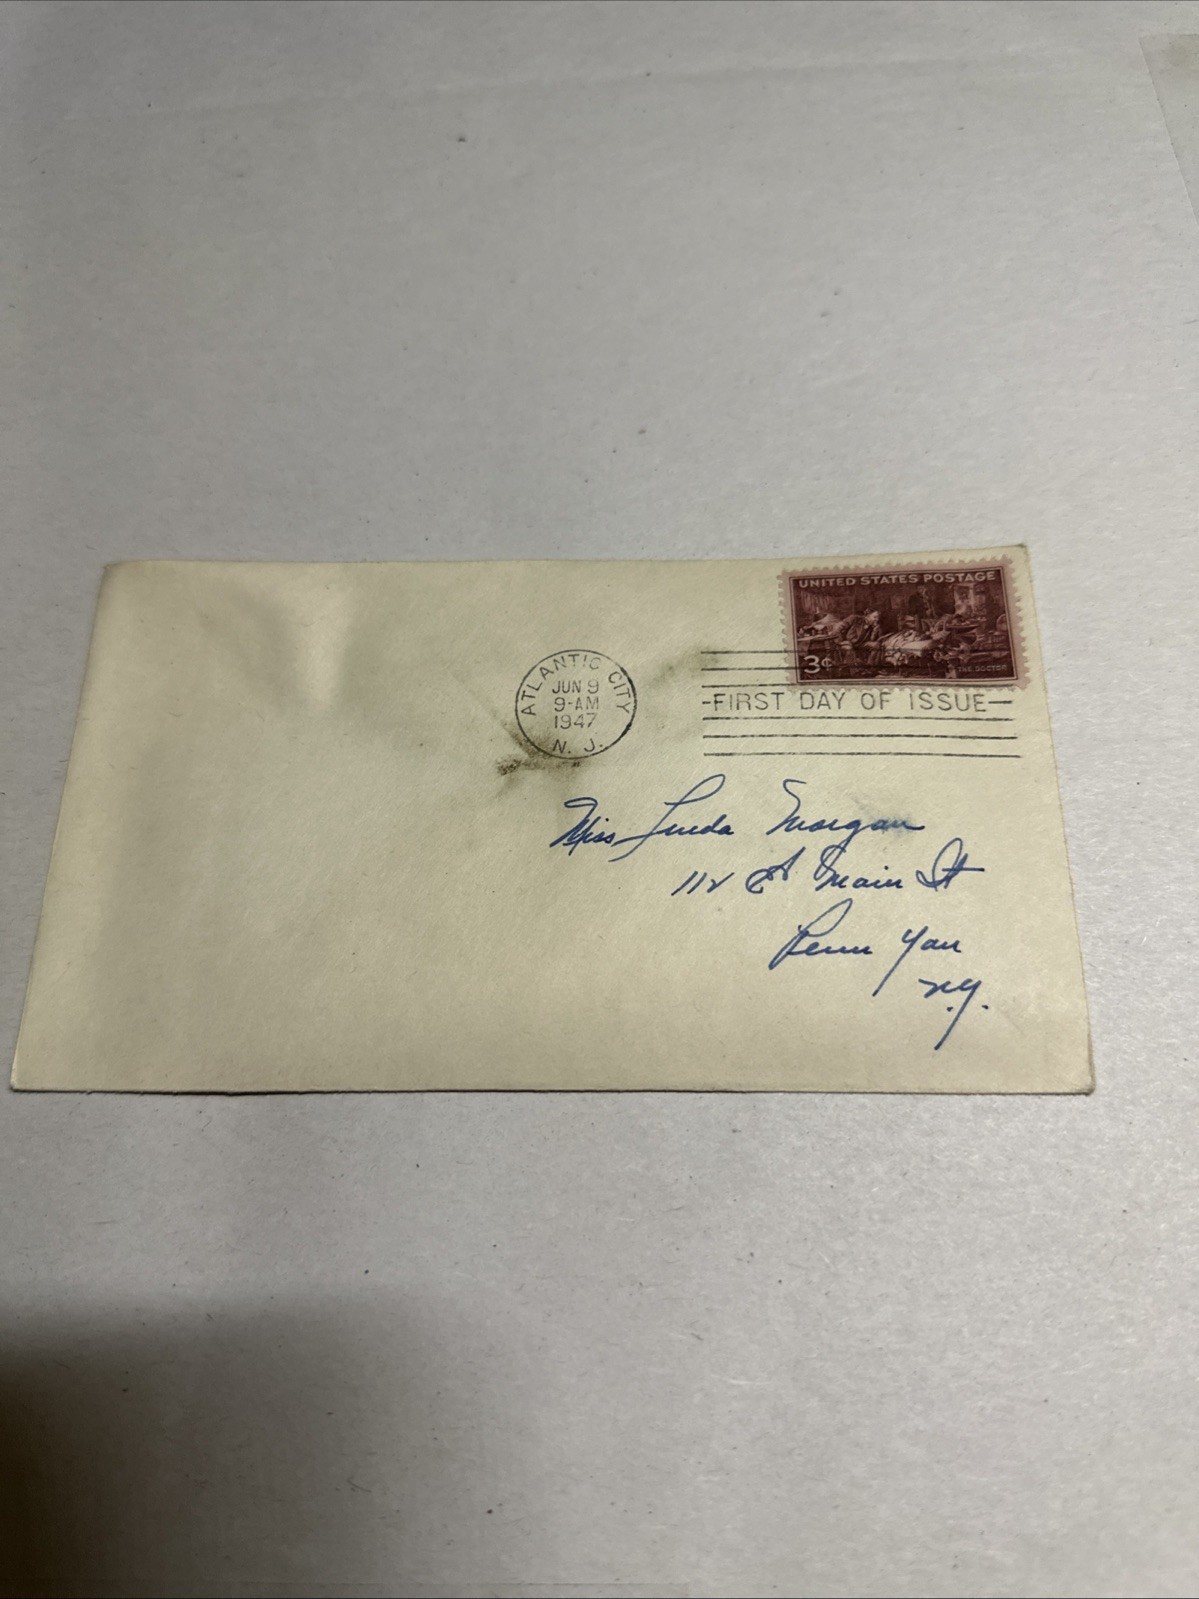 UNITED STATES POSTAGE
3¢
THE DOCTOR
ATLANTIC CITY
JUN 9
9-AM
1947
N. J.
FIRST DAY OF ISSUE
Miss Linda Morgan
112 Main St
Penn Yan
N.Y.